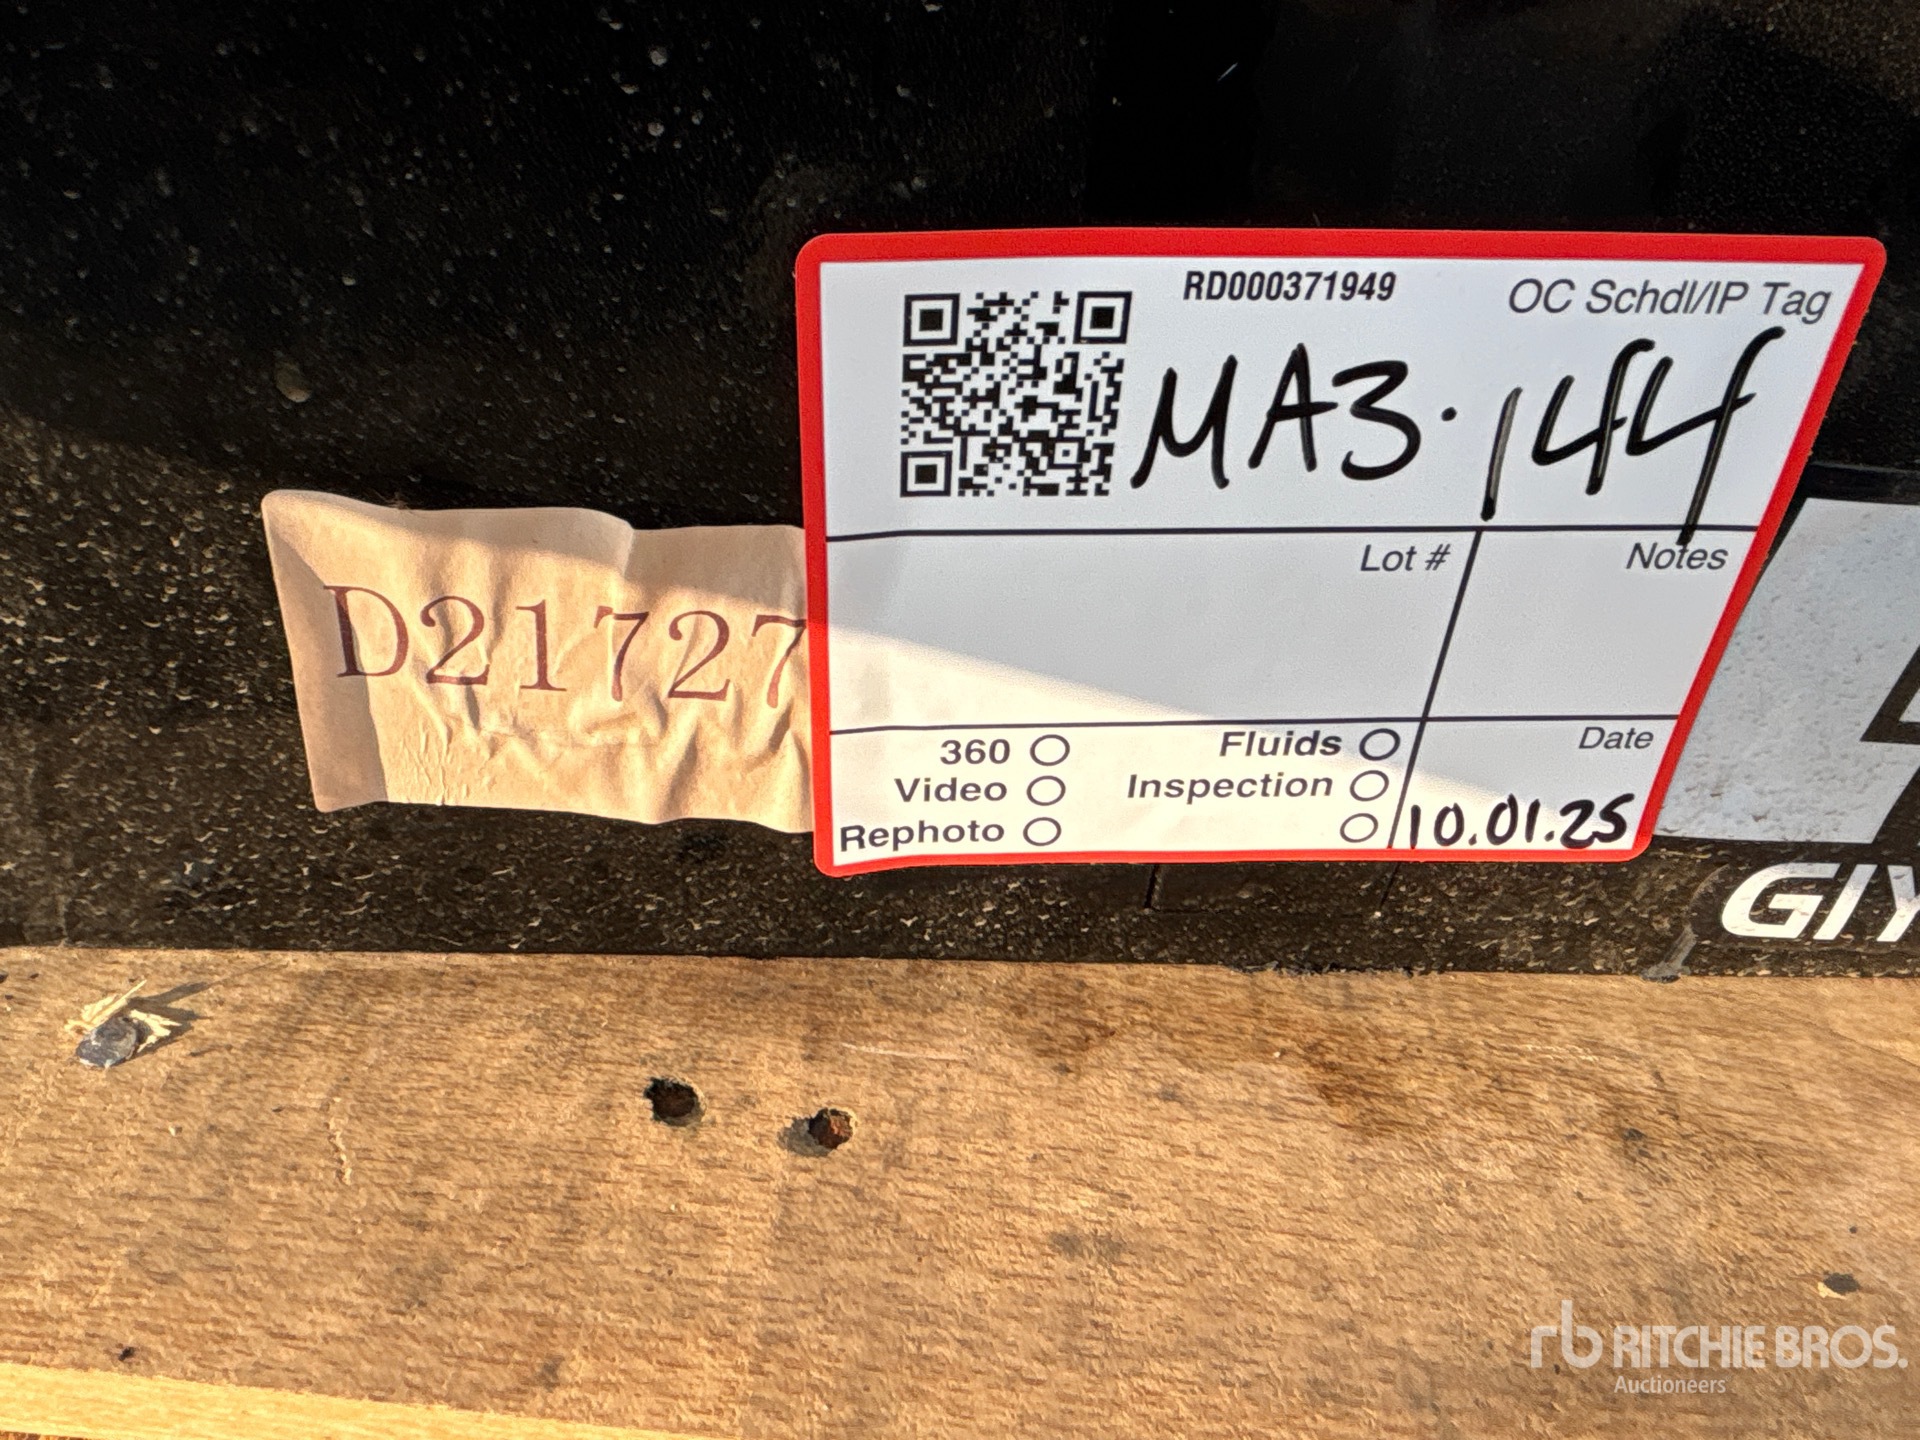 RD000371949
OC Schdl/IP Tag
MA3.144
Lot #
Notes
D21727
360
Fluids
Date
Video
Inspection
Rephoto
10.01.25
GIY
rb RITCHIE BROS.
Auctioneers